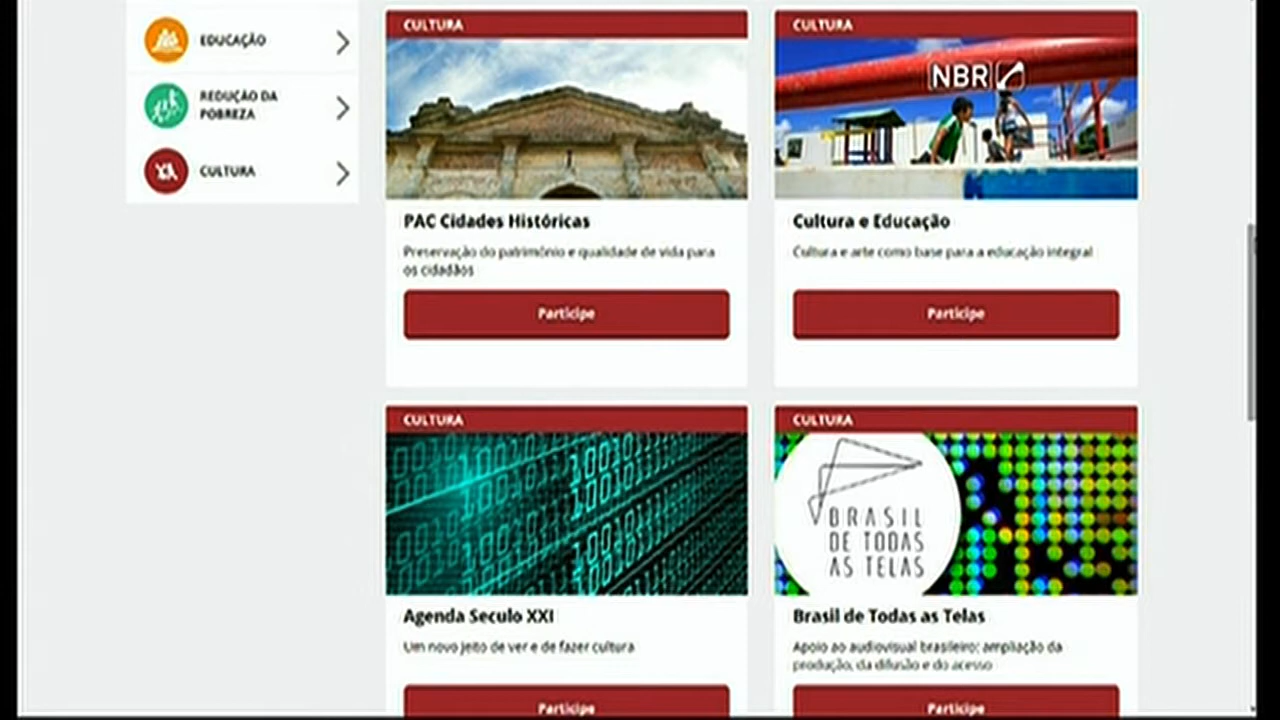 EDUCAÇÃO
REDUÇÃO DA
POBREZA
CULTURA
CULTURA
PAC Cidades Históricas
Preservação do patrimônio e qualidade de vida para
os cidadãos
Participe
CULTURA
NBR
Cultura e Educação
Cultura e arte como base para a educação integral
Participe
CULTURA
Agenda Seculo XXI
Um novo jeito de ver e de fazer cultura
Participe
CULTURA
BRASIL
DE TODAS
AS TELAS
Brasil de Todas as Telas
Apoio ao audiovisual brasileiro: ampliação da
produção, da difusão e do acesso
Participe